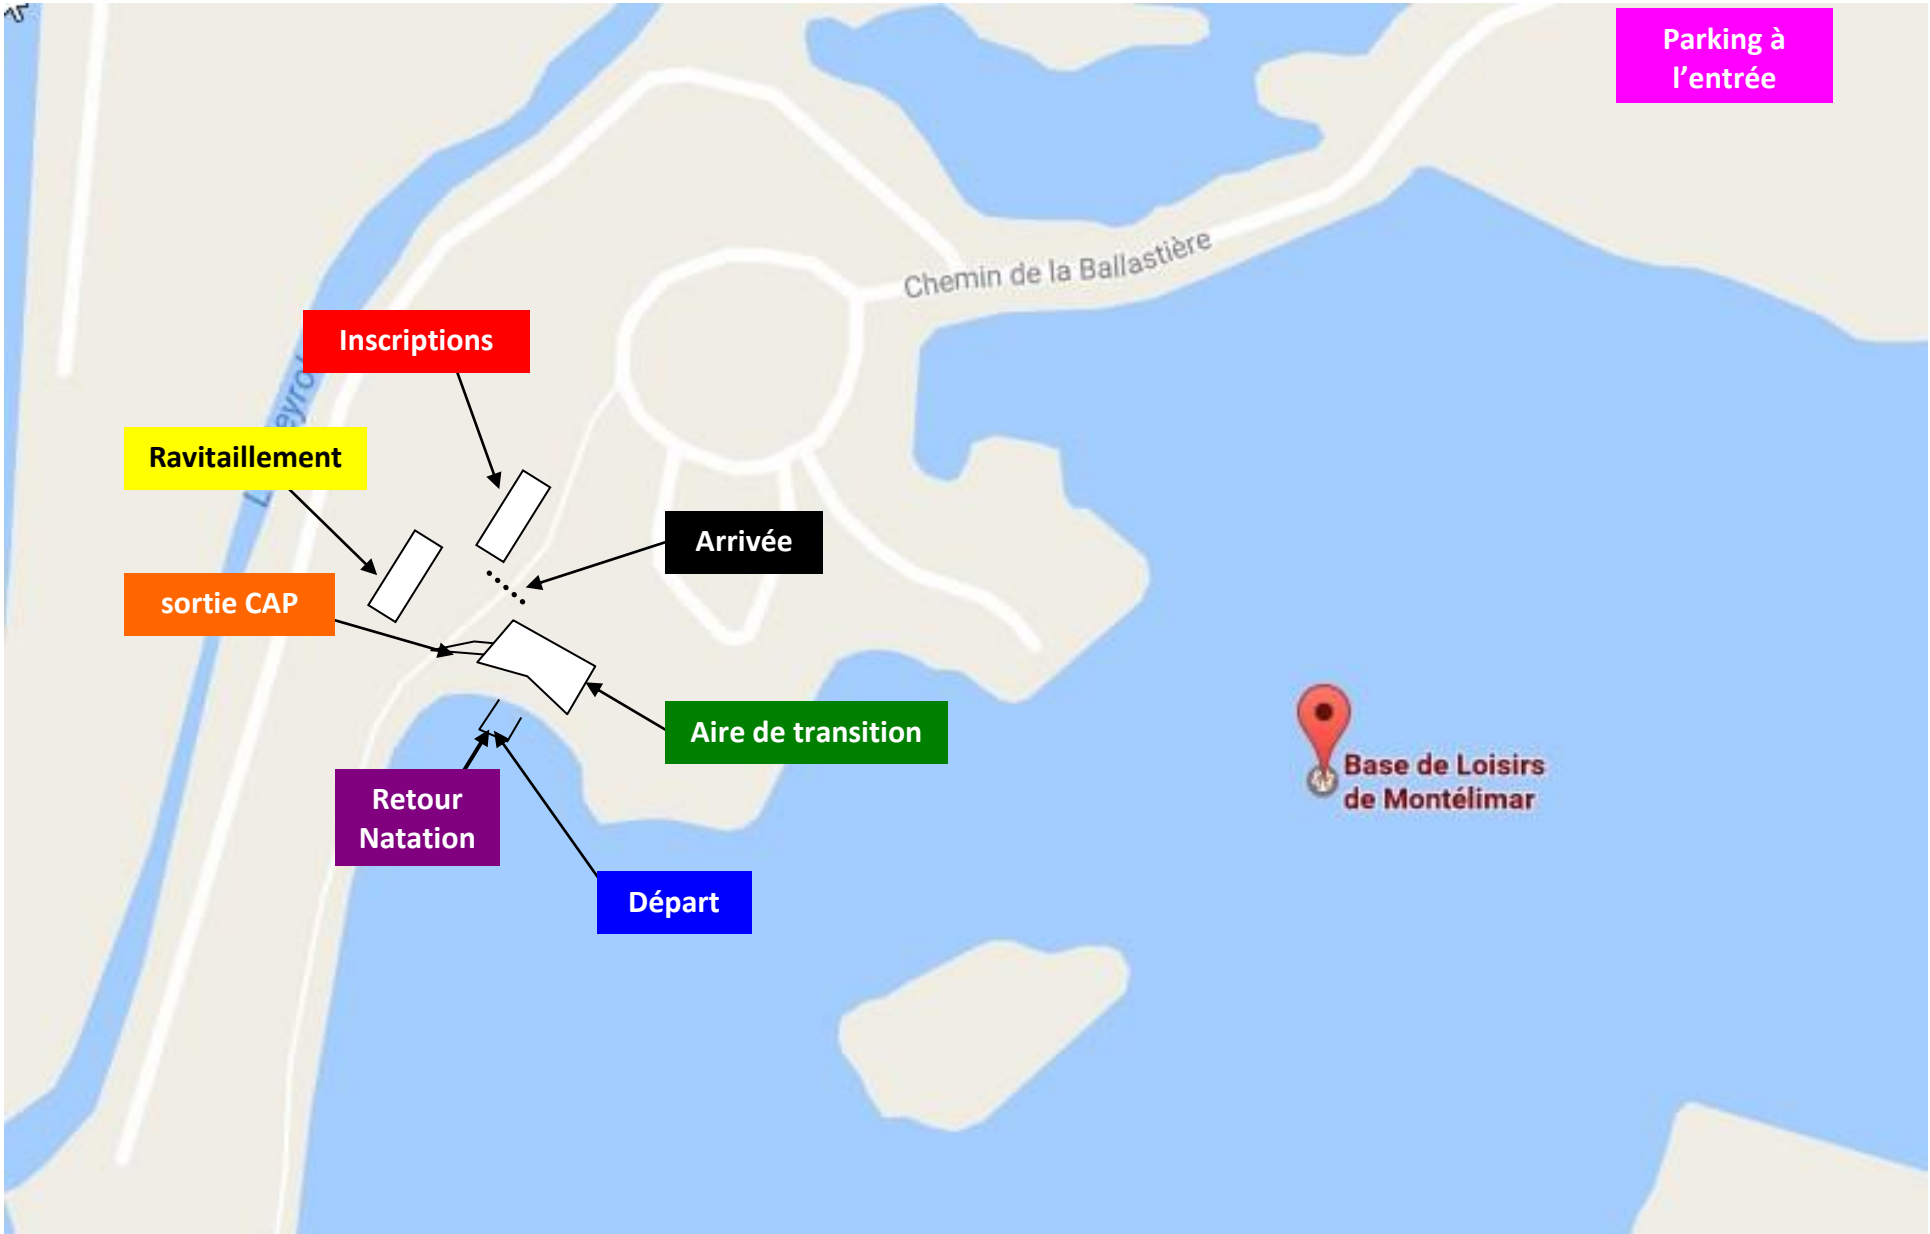 Parking à
l’entrée
Chemin de la Ballastière
Inscriptions
Ravitaillement
Arrivée
sortie CAP
Aire de transition
Base de Loisirs
de Montélimar
Retour
Natation
Départ